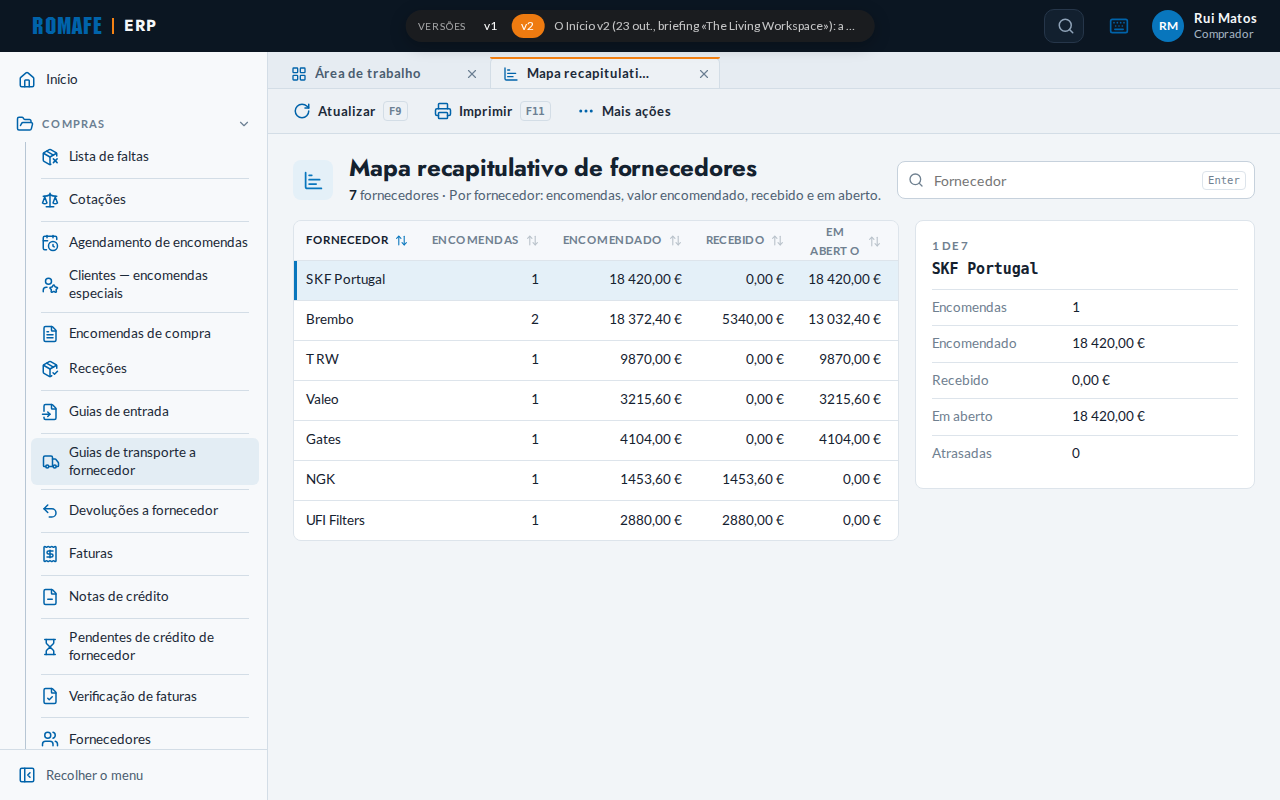 ROMAFE | ERP
VERSÕES v1 v2 O Início v2 (23 out., briefing «The Living Workspace»): a ...
RM
Rui Matos
Comprador
Início
COMPRAS
Lista de faltas
Cotações
Agendamento de encomendas
Clientes — encomendas
especiais
Encomendas de compra
Receções
Guias de entrada
Guias de transporte a
fornecedor
Devoluções a fornecedor
Faturas
Notas de crédito
Pendentes de crédito de
fornecedor
Verificação de faturas
Fornecedores
Recolher o menu
Área de trabalho
Mapa recapitulati...
Atualizar F9
Imprimir F11
Mais ações
Mapa recapitulativo de fornecedores
7 fornecedores · Por fornecedor: encomendas, valor encomendado, recebido e em aberto.
Fornecedor Enter
FORNECEDOR ENCOMENDAS ENCOMENDADO RECEBIDO EM ABERTO
SKF Portugal 1 18 420,00 € 0,00 € 18 420,00 €
Brembo 2 18 372,40 € 5340,00 € 13 032,40 €
TRW 1 9870,00 € 0,00 € 9870,00 €
Valeo 1 3215,60 € 0,00 € 3215,60 €
Gates 1 4104,00 € 0,00 € 4104,00 €
NGK 1 1453,60 € 1453,60 € 0,00 €
UFI Filters 1 2880,00 € 2880,00 € 0,00 €
1 DE 7
SKF Portugal
Encomendas 1
Encomendado 18 420,00 €
Recebido 0,00 €
Em aberto 18 420,00 €
Atrasadas 0